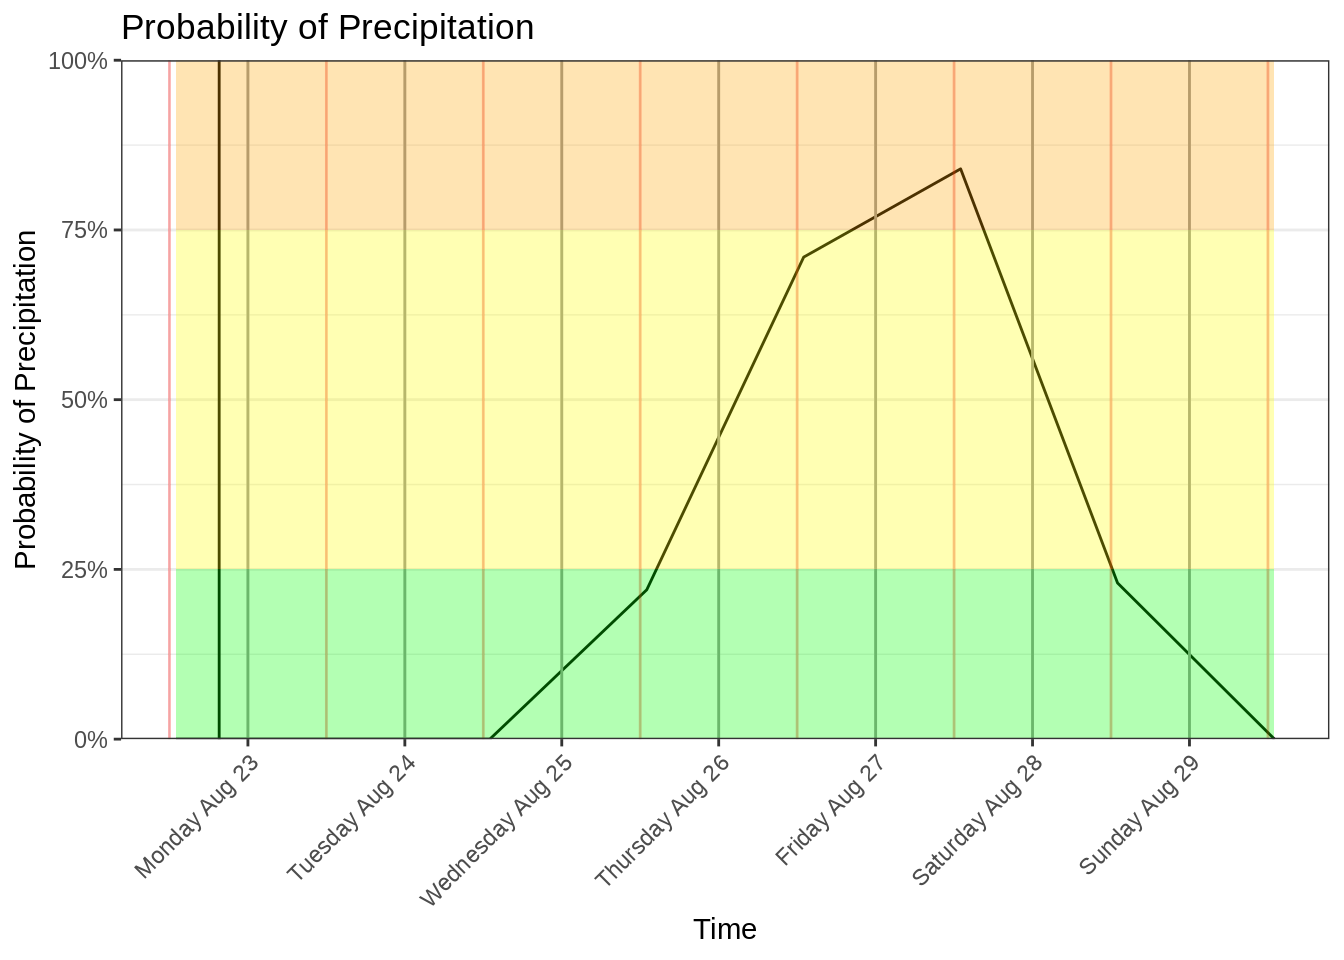 Probability of Precipitation
Probability of Precipitation
100%
75%
50%
25%
0%
Monday Aug 23
Tuesday Aug 24
Wednesday Aug 25
Thursday Aug 26
Friday Aug 27
Saturday Aug 28
Sunday Aug 29
Time